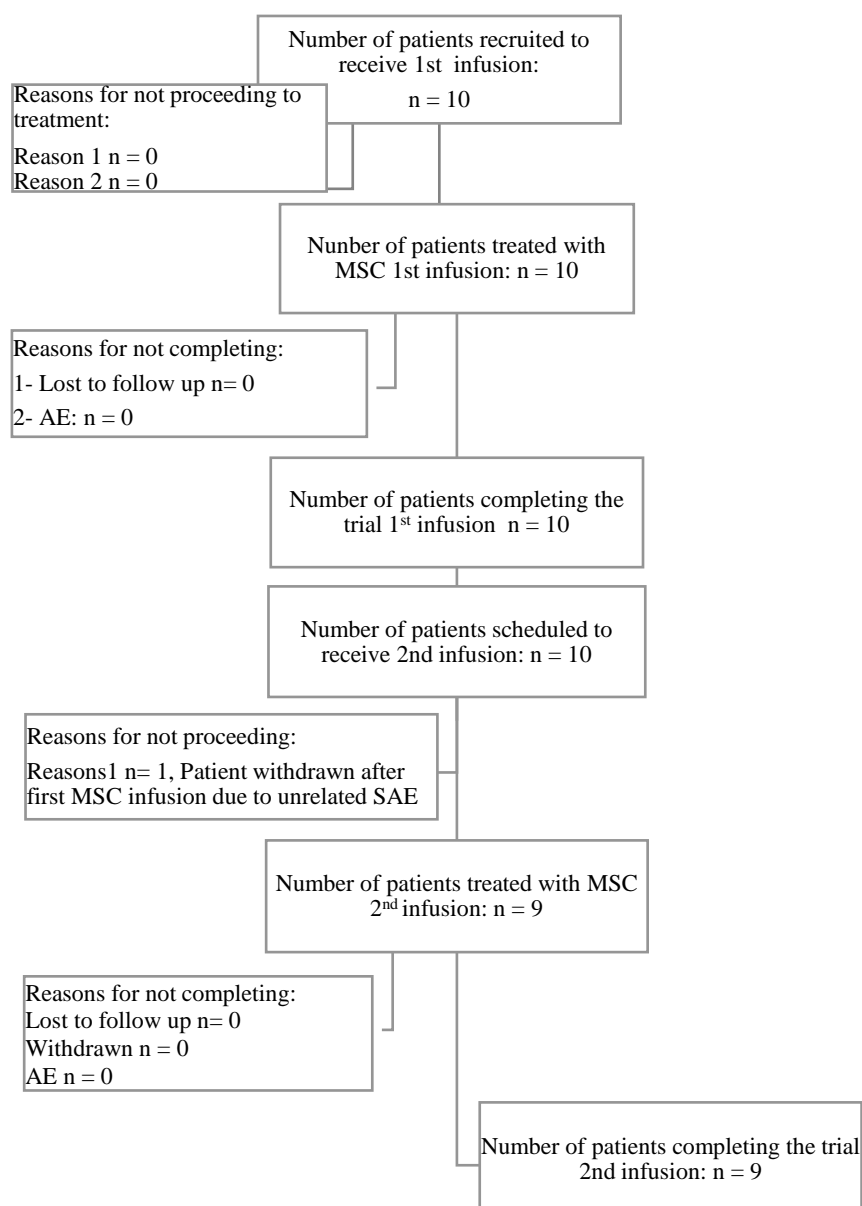 Number of patients recruited to
receive 1st infusion:
n = 10
Reasons for not proceeding to
treatment:
Reason 1 n = 0
Reason 2 n = 0
Nunber of patients treated with
MSC 1st infusion: n = 10
Reasons for not completing:
1- Lost to follow up n= 0
2- AE: n = 0
Number of patients completing the
trial 1st infusion n = 10
Number of patients scheduled to
receive 2nd infusion: n = 10
Reasons for not proceeding:
Reasons1 n= 1, Patient withdrawn after
first MSC infusion due to unrelated SAE
Number of patients treated with MSC
2nd infusion: n = 9
Reasons for not completing:
Lost to follow up n= 0
Withdrawn n = 0
AE n = 0
Number of patients completing the trial
2nd infusion: n = 9